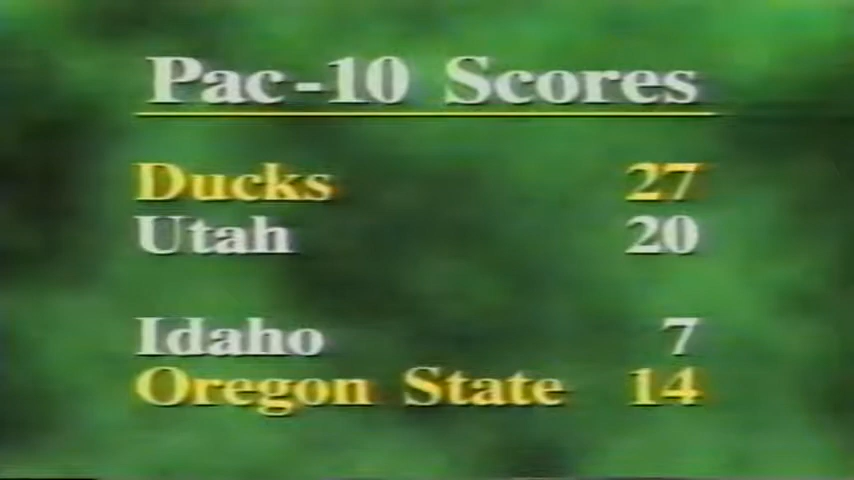 Pac-10 Scores
Ducks 27
Utah 20
Idaho 7
Oregon State 14